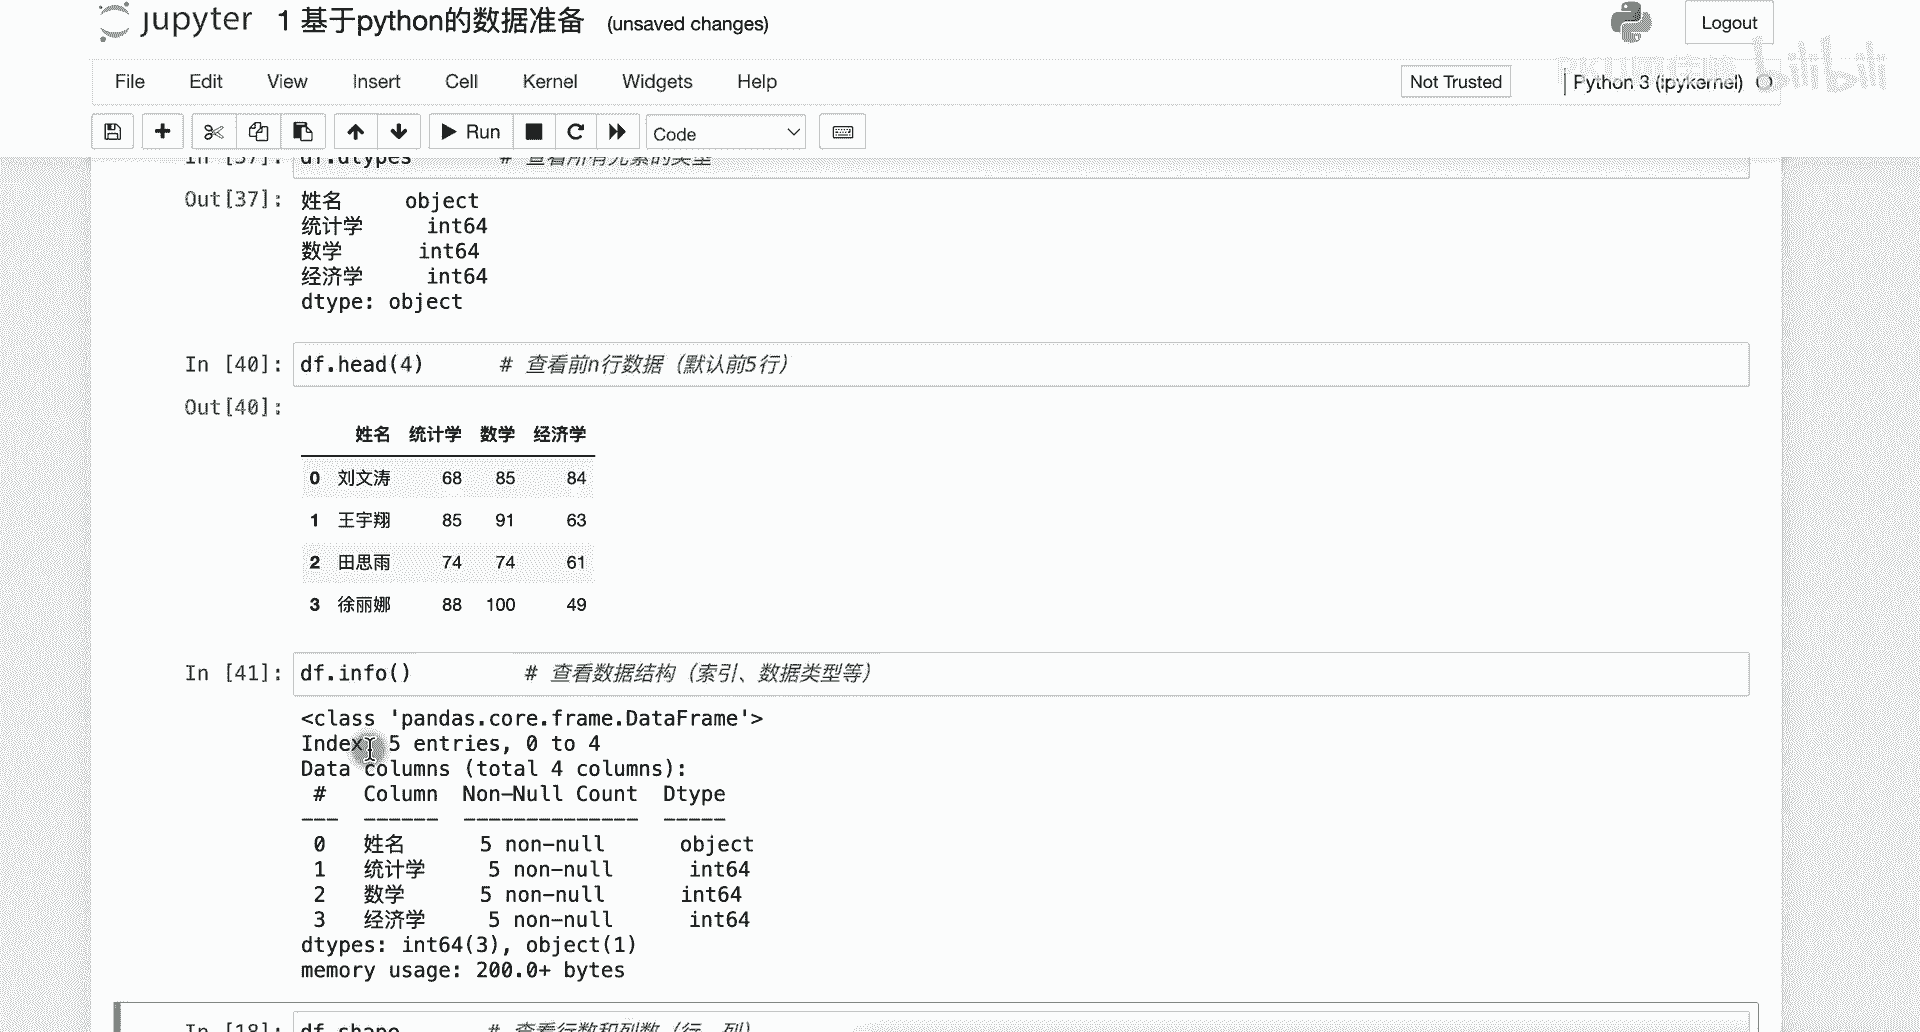 jupyter 1 基于python的数据准备 (unsaved changes)
Logout
File Edit View Insert Cell Kernel Widgets Help
Not Trusted
Python 3 (ipykernel)
bilibili
Run
Code
In [37]: df.dtypes # 查看所有元素的类型
Out[37]: 姓名 object
统计学 int64
数学 int64
经济学 int64
dtype: object
In [40]: df.head(4) # 查看前n行数据（默认前5行）
Out[40]:
姓名 统计学 数学 经济学
0 刘文涛 68 85 84
1 王宇翔 85 91 63
2 田思雨 74 74 61
3 徐丽娜 88 100 49
In [41]: df.info() # 查看数据结构（索引、数据类型等）
<class 'pandas.core.frame.DataFrame'>
Index: 5 entries, 0 to 4
Data columns (total 4 columns):
# Column Non-Null Count Dtype
--- ------ -------------- -----
0 姓名 5 non-null object
1 统计学 5 non-null int64
2 数学 5 non-null int64
3 经济学 5 non-null int64
dtypes: int64(3), object(1)
memory usage: 200.0+ bytes
In [18]: df.shape # 查看行数和列数（行，列）